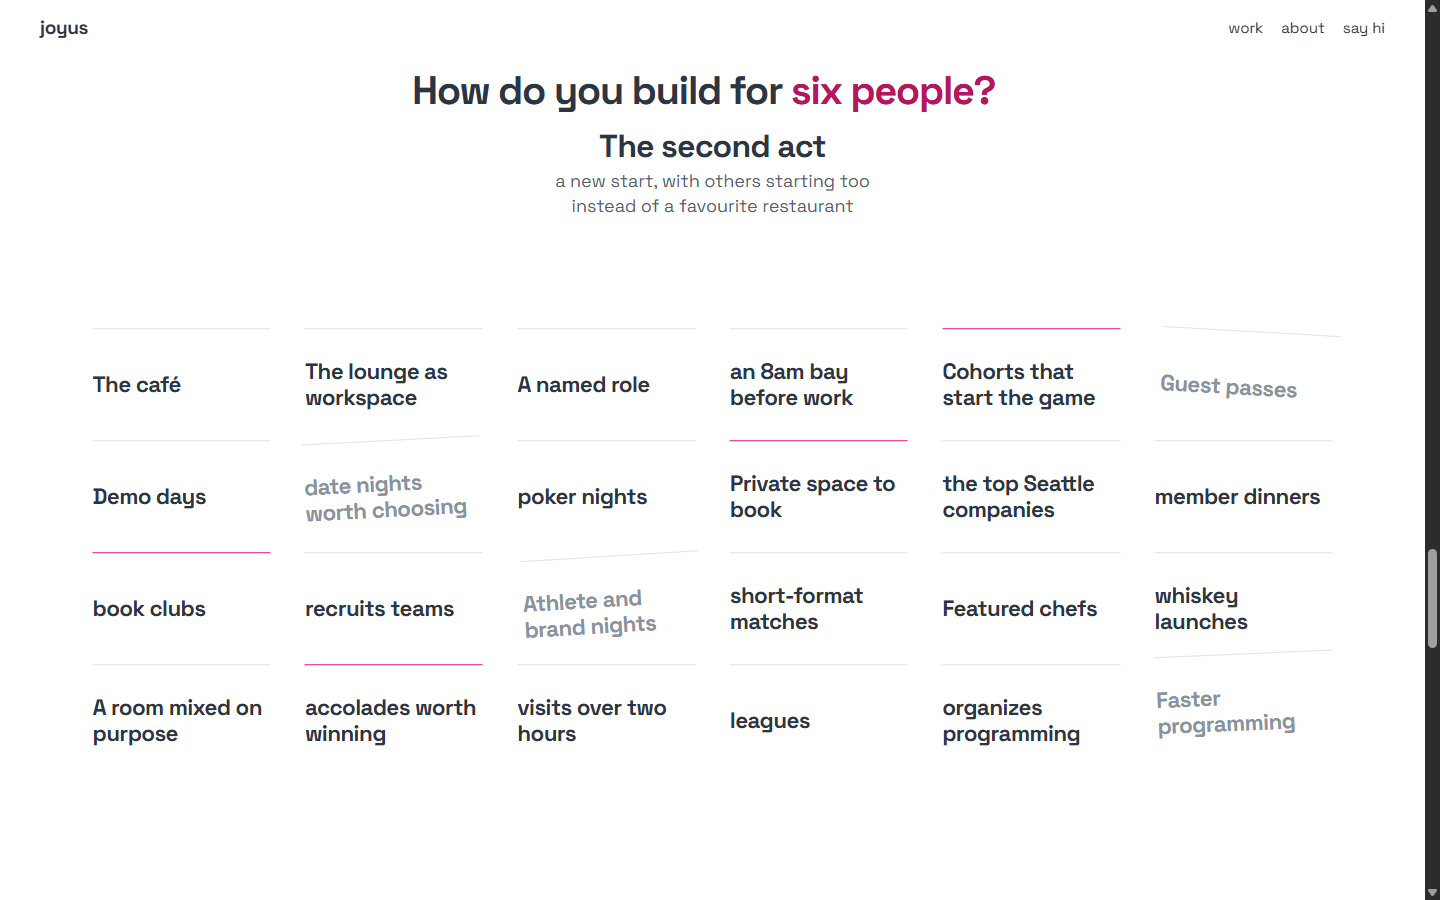 joyus
work about say hi
How do you build for six people?
The second act
a new start, with others starting too
instead of a favourite restaurant
The café
The lounge as
workspace
A named role
an 8am bay
before work
Cohorts that
start the game
Guest passes
Demo days
date nights
worth choosing
poker nights
Private space to
book
the top Seattle
companies
member dinners
book clubs
recruits teams
Athlete and
brand nights
short-format
matches
Featured chefs
whiskey
launches
A room mixed on
purpose
accolades worth
winning
visits over two
hours
leagues
organizes
programming
Faster
programming